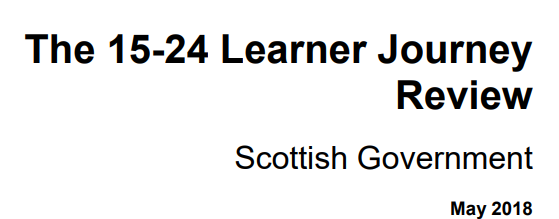 The 15-24 Learner Journey
Review
Scottish Government
May 2018